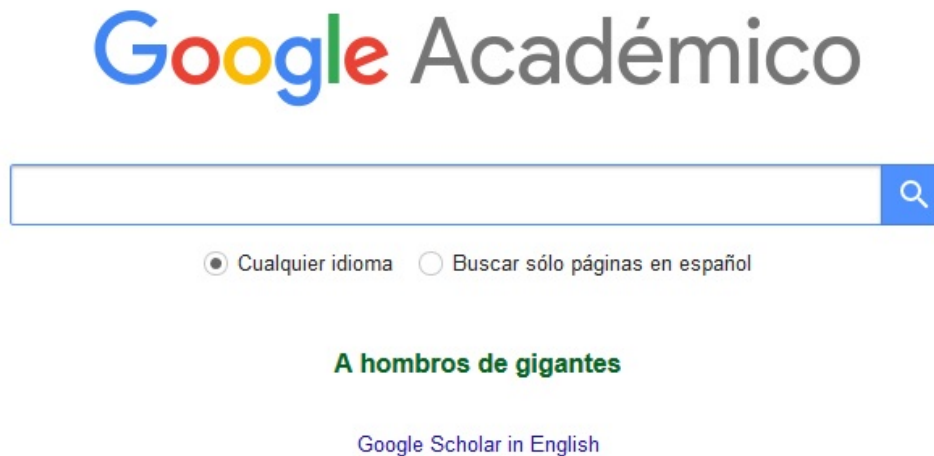 Google Académico
Cualquier idioma Buscar sólo páginas en español
A hombros de gigantes
Google Scholar in English